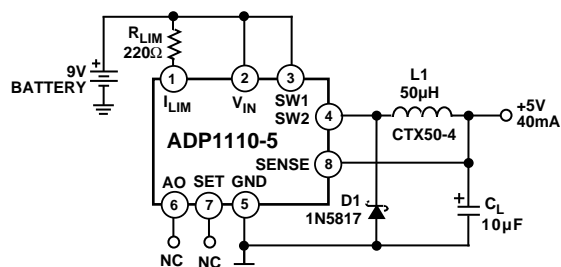 R_LIM
220Ω
9V
BATTERY
1
2
3
I_LIM
V_IN
SW1
SW2
4
L1
50µH
CTX50-4
+5V
40mA
ADP1110-5
SENSE
8
AO
SET
GND
6
7
5
D1
1N5817
C_L
10µF
NC
NC